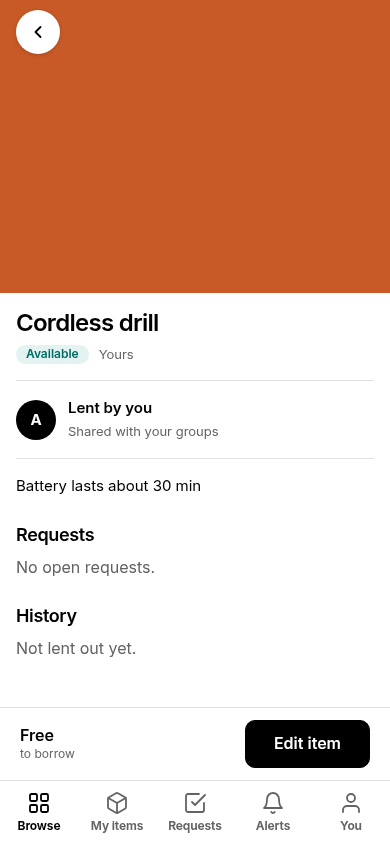 Cordless drill
Available Yours
A
Lent by you
Shared with your groups
Battery lasts about 30 min
Requests
No open requests.
History
Not lent out yet.
Free
to borrow
Edit item
Browse My items Requests Alerts You